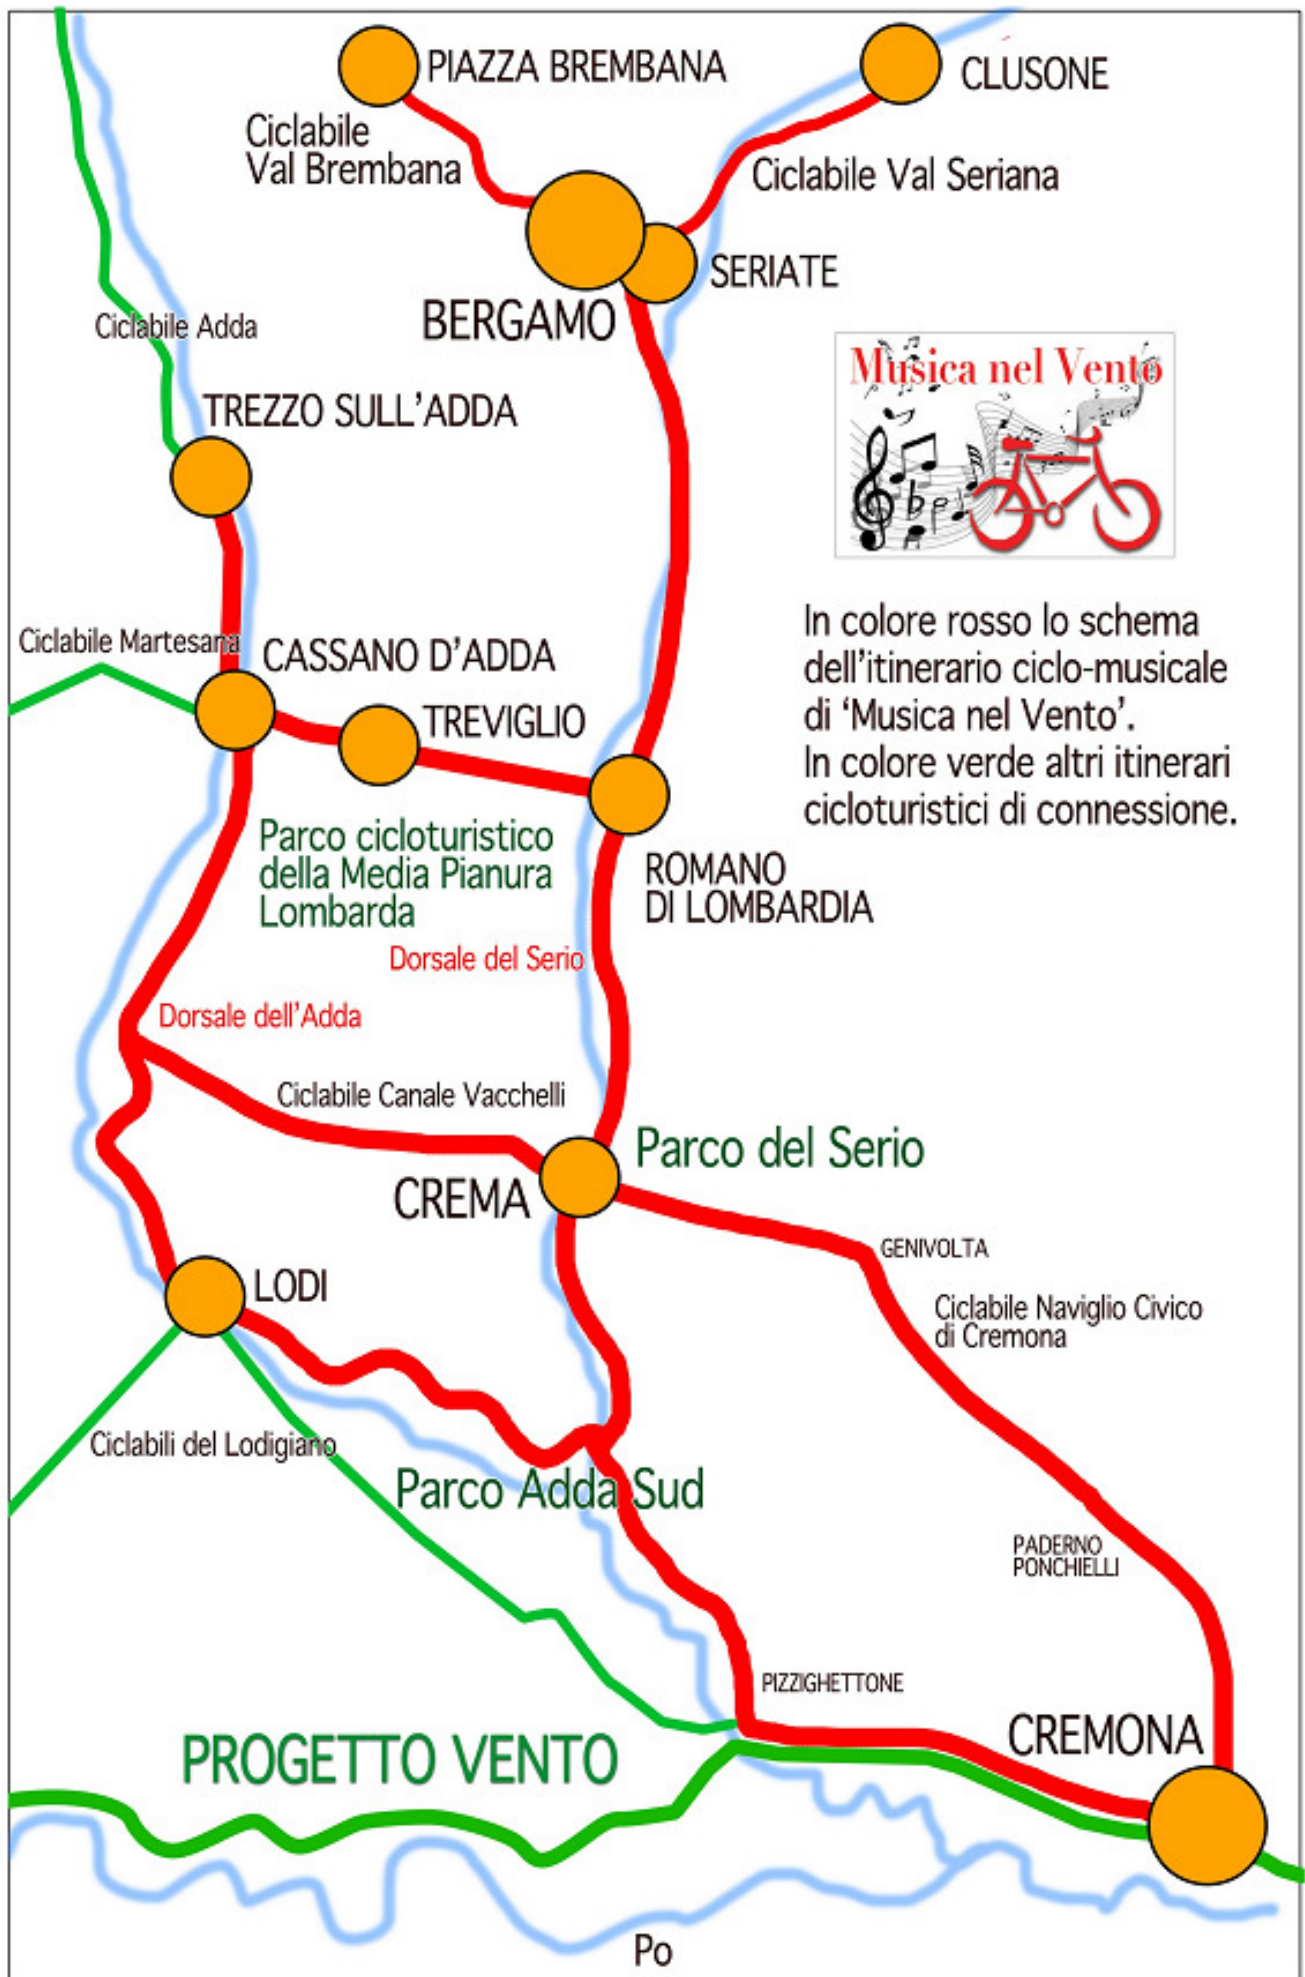 PIAZZA BREMBANA
CLUSONE
Ciclabile
Val Brembana
Ciclabile Val Seriana
SERIATE
BERGAMO
Ciclabile Adda
Musica nel Vento
TREZZO SULL'ADDA
Ciclabile Martesana
CASSANO D'ADDA
TREVIGLIO
In colore rosso lo schema
dell'itinerario ciclo-musicale
di ‘Musica nel Vento’.
In colore verde altri itinerari
cicloturistici di connessione.
Parco cicloturistico
della Media Pianura
Lombarda
ROMANO
DI LOMBARDIA
Dorsale del Serio
Dorsale dell'Adda
Ciclabile Canale Vacchelli
Parco del Serio
CREMA
GENIVOLTA
LODI
Ciclabile Naviglio Civico
di Cremona
Ciclabili del Lodigiano
Parco Adda Sud
PADERNO
PONCHIELLI
PIZZIGHETTONE
CREMONA
PROGETTO VENTO
Po